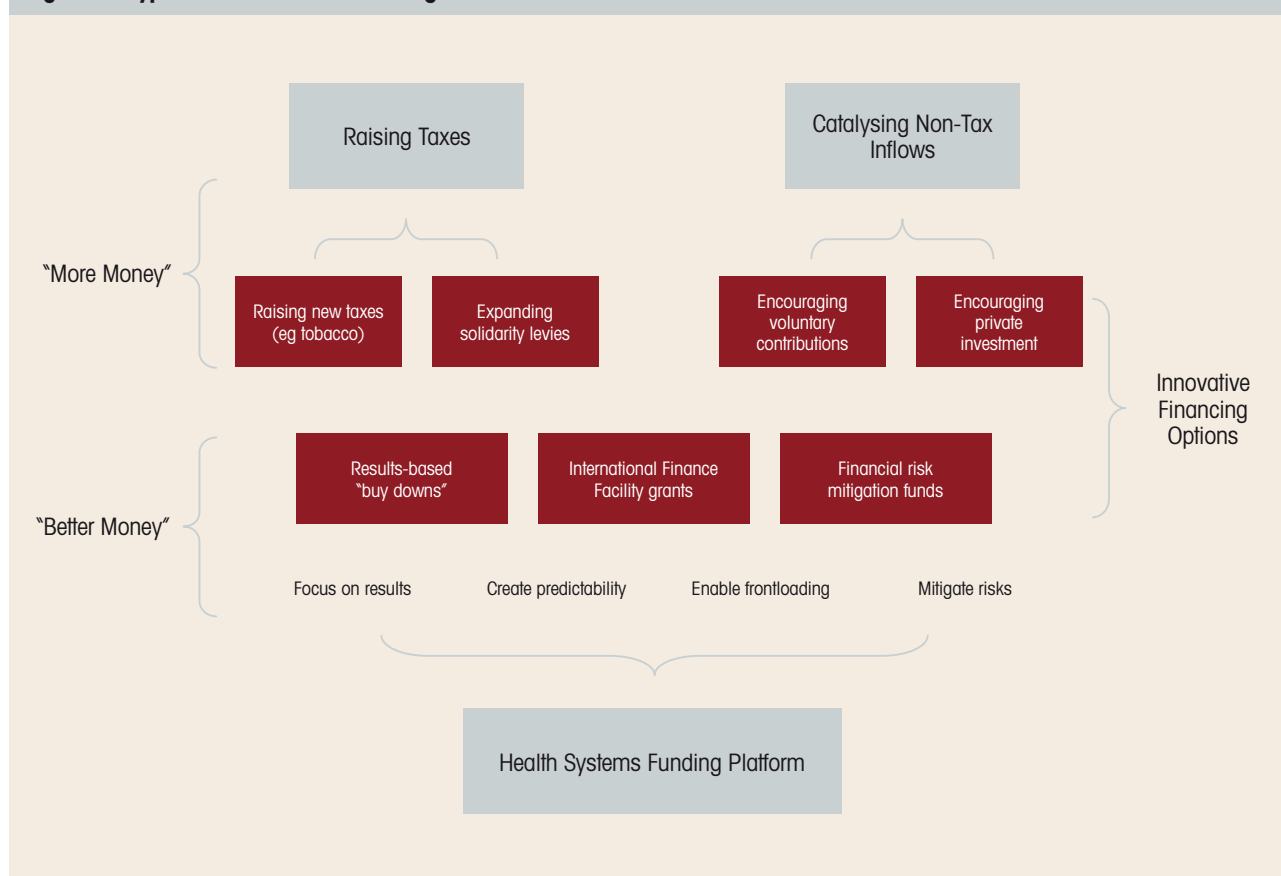 Raising Taxes
Catalysing Non-Tax
Inflows
"More Money"
Raising new taxes
(eg tobacco)
Expanding
solidarity levies
Encouraging
voluntary
contributions
Encouraging
private
investment
Innovative
Financing
Options
"Better Money"
Results-based
"buy downs"
International Finance
Facility grants
Financial risk
mitigation funds
Focus on results
Create predictability
Enable frontloading
Mitigate risks
Health Systems Funding Platform